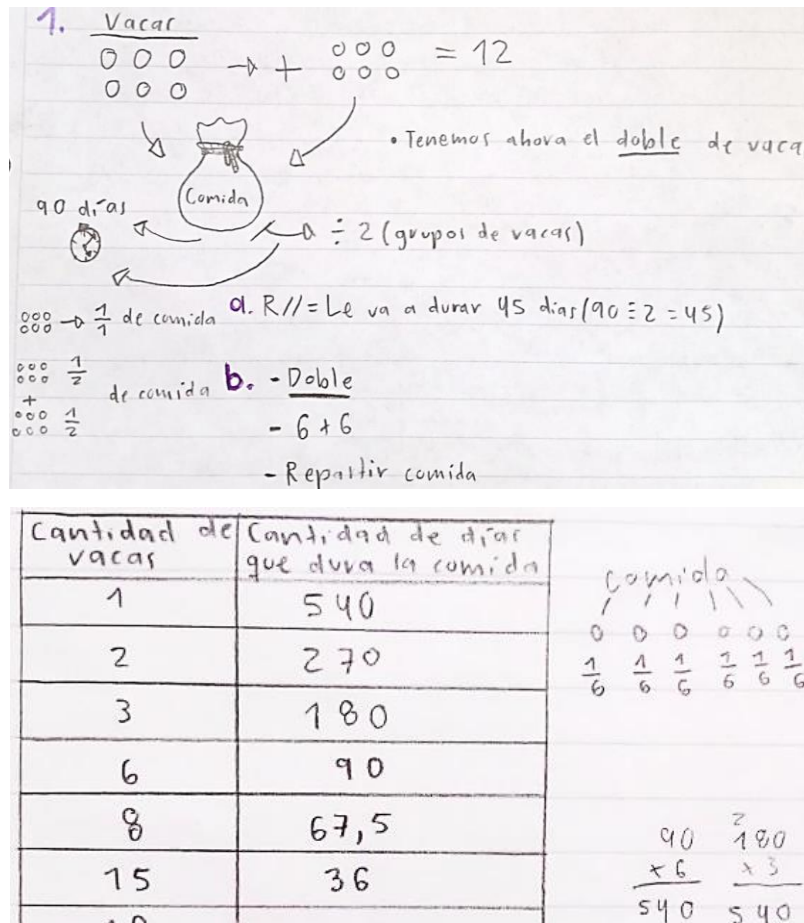 1. Vacas
→ + = 12
• Tenemos ahora el doble de vaca
Comida
90 días
÷ 2 (grupos de vacas)
→ 1/1 de comida
a. R// = Le va a durar 45 dias (90 ÷ 2 = 45)
1/2
+ de comida
1/2
b. - Doble
- 6 + 6
- Repartir comida
Cantidad de vacas | Cantidad de días que dura la comida
1 | 540
2 | 270
3 | 180
6 | 90
8 | 67,5
15 | 36
comida
1/6 1/6 1/6 1/6 1/6 1/6
90 × 6 540
2
180 × 3 540